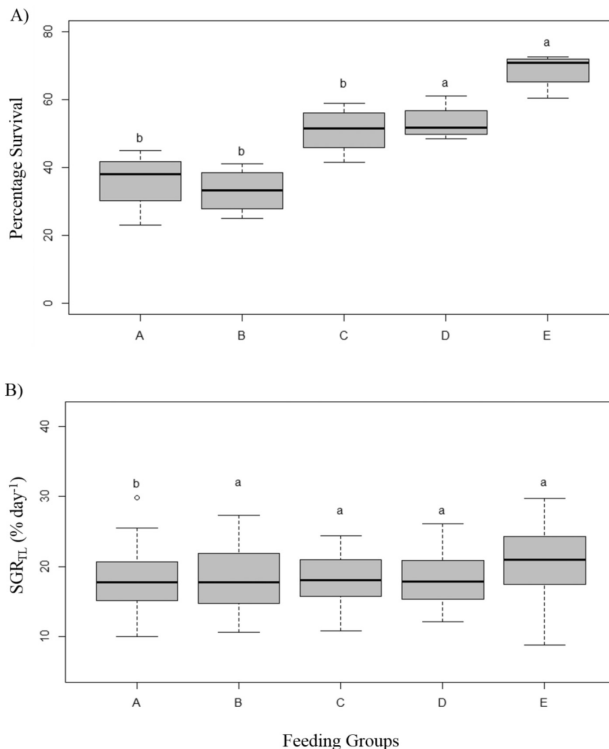 A)
Percentage Survival
80
60
40
20
0
b
b
b
a
a
A
B
C
D
E
B)
SGR_TL (% day⁻¹)
40
30
20
10
b
a
a
a
a
A
B
C
D
E
Feeding Groups